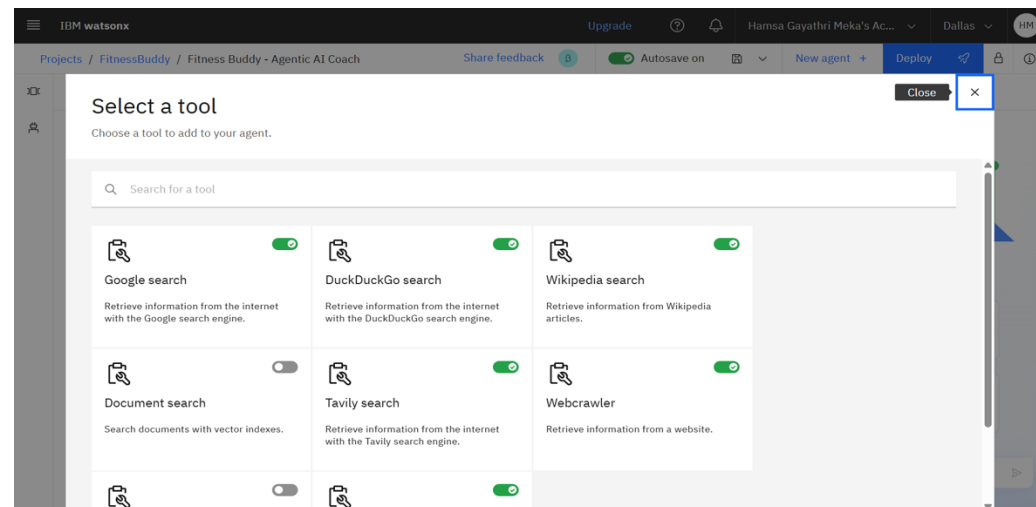 IBM watsonx
Upgrade
Hamsa Gayathri Meka's Ac...
Dallas
HM
Projects / FitnessBuddy / Fitness Buddy - Agentic AI Coach
Share feedback
β
Autosave on
New agent +
Deploy
Select a tool
Choose a tool to add to your agent.
Close
Search for a tool
Google search
Retrieve information from the internet
with the Google search engine.
DuckDuckGo search
Retrieve information from the internet
with the DuckDuckGo search engine.
Wikipedia search
Retrieve information from Wikipedia
articles.
Document search
Search documents with vector indexes.
Tavily search
Retrieve information from the internet
with the Tavily search engine.
Webcrawler
Retrieve information from a website.